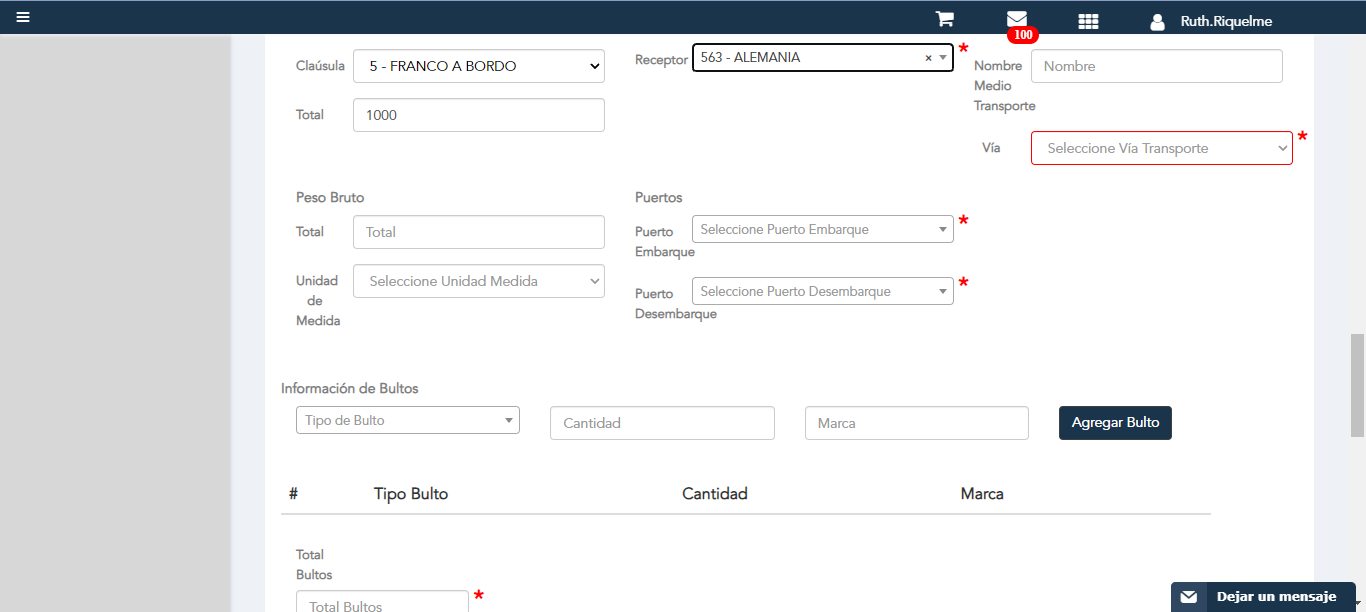 Ruth.Riquelme
100
Claúsula
5 - FRANCO A BORDO
Receptor
563 - ALEMANIA
×
*
Nombre
Medio
Transporte
Nombre
Total
1000
Vía
Seleccione Vía Transporte
*
Peso Bruto
Puertos
Total
Total
Puerto
Embarque
Seleccione Puerto Embarque
*
Unidad
de
Medida
Seleccione Unidad Medida
Puerto
Desembarque
Seleccione Puerto Desembarque
*
Información de Bultos
Tipo de Bulto
Cantidad
Marca
Agregar Bulto
# Tipo Bulto Cantidad Marca
Total
Bultos
Total Bultos
*
Dejar un mensaje